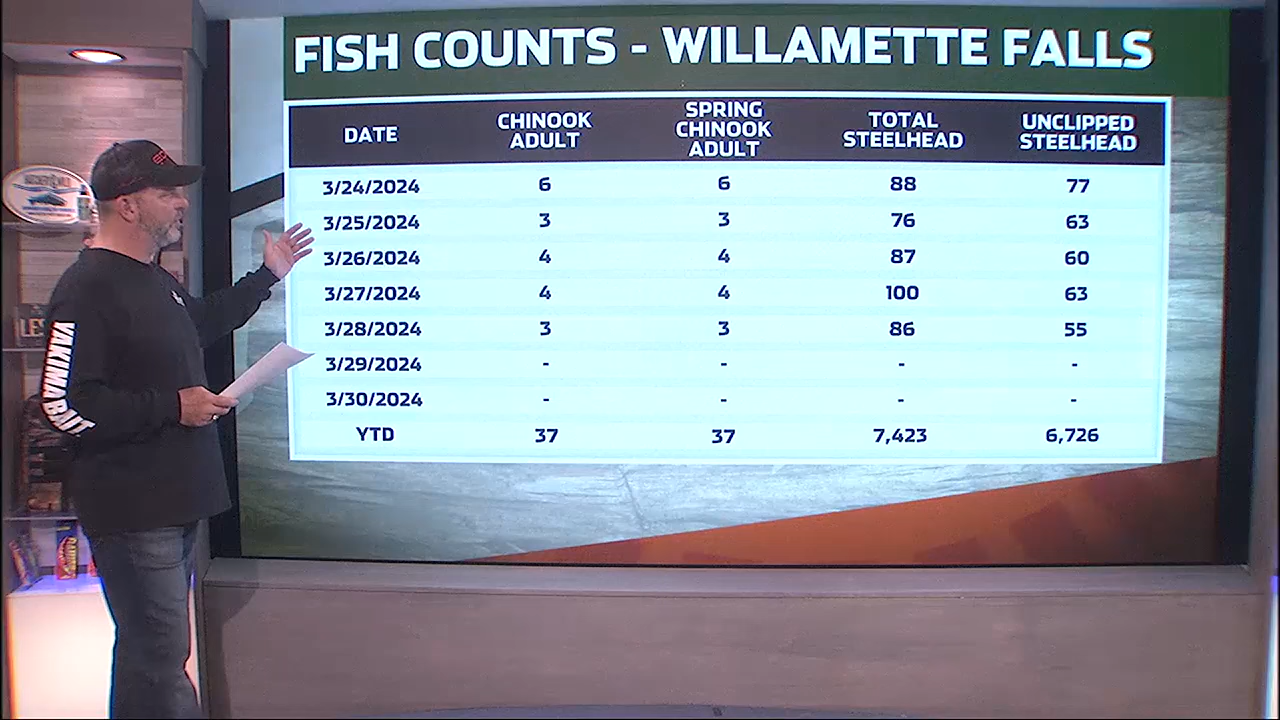 FISH COUNTS - WILLAMETTE FALLS
DATE CHINOOK ADULT SPRING CHINOOK ADULT TOTAL STEELHEAD UNCLIPPED STEELHEAD
3/24/2024 6 6 88 77
3/25/2024 3 3 76 63
3/26/2024 4 4 87 60
3/27/2024 4 4 100 63
3/28/2024 3 3 86 55
3/29/2024 - - - -
3/30/2024 - - - -
YTD 37 37 7,423 6,726
YAKIMA BAIT